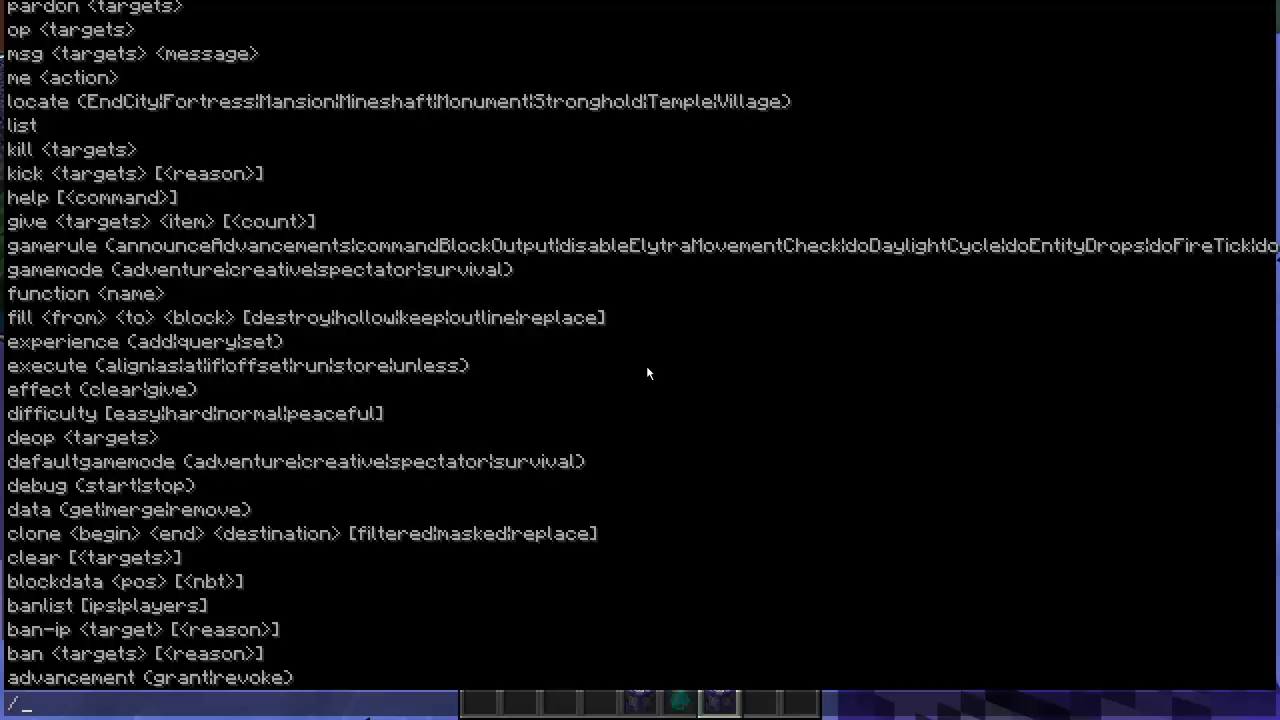 pardon <targets>
op <targets>
msg <targets> <message>
me <action>
locate (EndCity|Fortress|Mansion|Mineshaft|Monument|Stronghold|Temple|Village)
list
kill <targets>
kick <targets> [<reason>]
help [<command>]
give <targets> <item> [<count>]
gamerule (announceAdvancements|commandBlockOutput|disableElytraMovementCheck|doDaylightCycle|doEntityDrops|doFireTick|do
gamemode (adventure|creative|spectator|survival)
function <name>
fill <from> <to> <block> [destroy|hollow|keep|outline|replace]
experience (add|query|set)
execute (align|as|at|if|offset|run|store|unless)
effect (clear|give)
difficulty [easy|hard|normal|peaceful]
deop <targets>
defaultgamemode (adventure|creative|spectator|survival)
debug (start|stop)
data (get|merge|remove)
clone <begin> <end> <destination> [filtered|masked|replace]
clear [<targets>]
blockdata <pos> [<nbt>]
banlist [ips|players]
ban-ip <target> [<reason>]
ban <targets> [<reason>]
advancement (grant|revoke)
/_